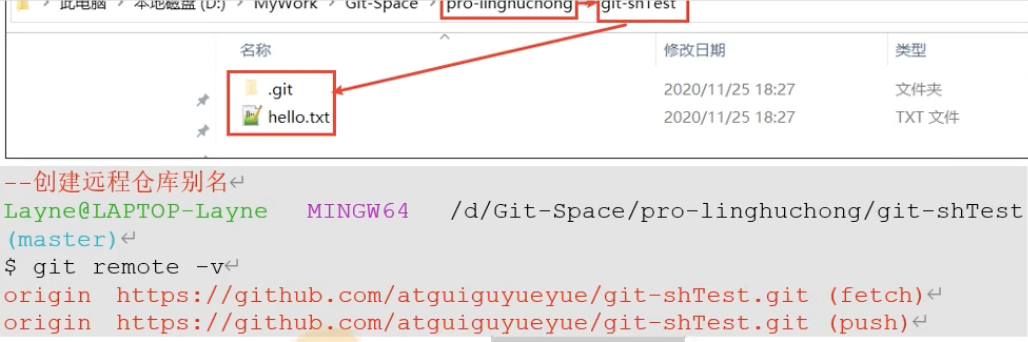 此电脑 > 本地磁盘 (D:) > MyWork > Git-Space > pro-linghuchong > git-shTest
名称 修改日期 类型
.git 2020/11/25 18:27 文件夹
hello.txt 2020/11/25 18:27 TXT 文件
--创建远程仓库别名↵
Layne@LAPTOP-Layne MINGW64 /d/Git-Space/pro-linghuchong/git-shTest
(master)↵
$ git remote -v↵
origin https://github.com/atguiguyueyue/git-shTest.git (fetch)↵
origin https://github.com/atguiguyueyue/git-shTest.git (push)↵